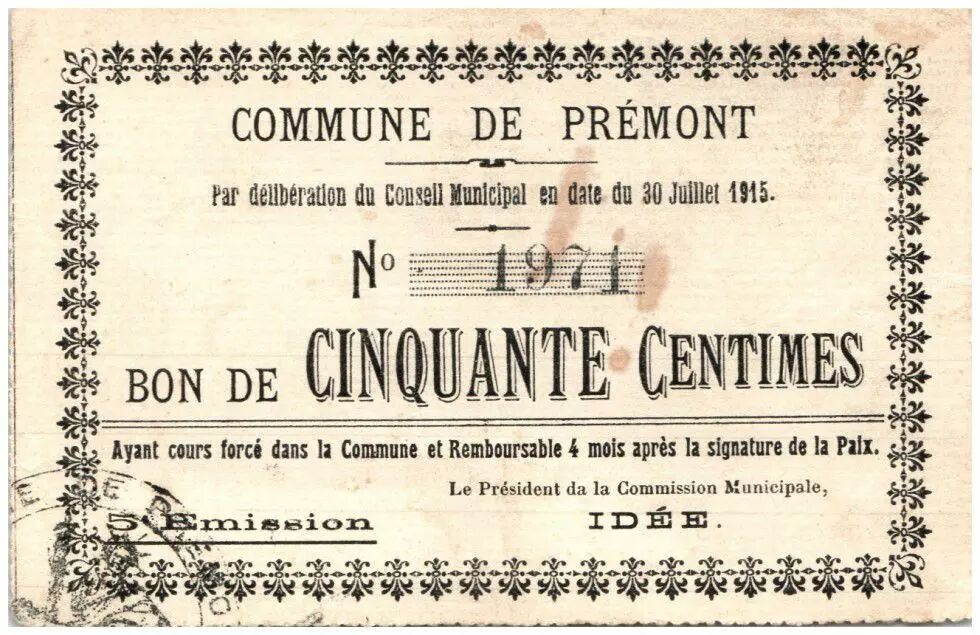 COMMUNE DE PRÉMONT
Par délibération du Conseil Municipal en date du 30 Juillet 1915.
No 1971
BON DE CINQUANTE CENTIMES
Ayant cours forcé dans la Commune et Remboursable 4 mois après la signature de la Paix.
Le Président da la Commission Municipale,
5e Emission
IDÉE.